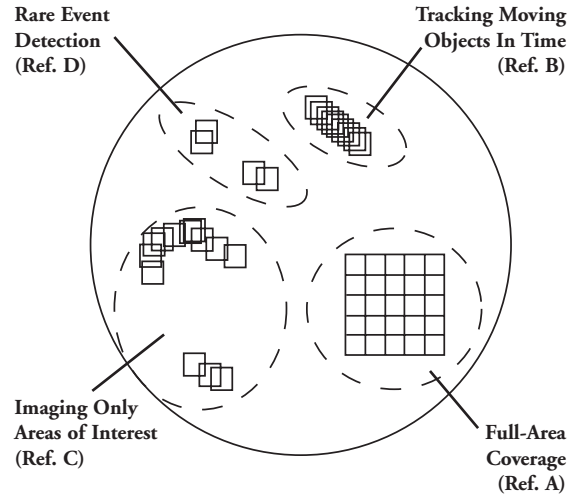 Rare Event
Detection
(Ref. D)
Tracking Moving
Objects In Time
(Ref. B)
Imaging Only
Areas of Interest
(Ref. C)
Full-Area
Coverage
(Ref. A)